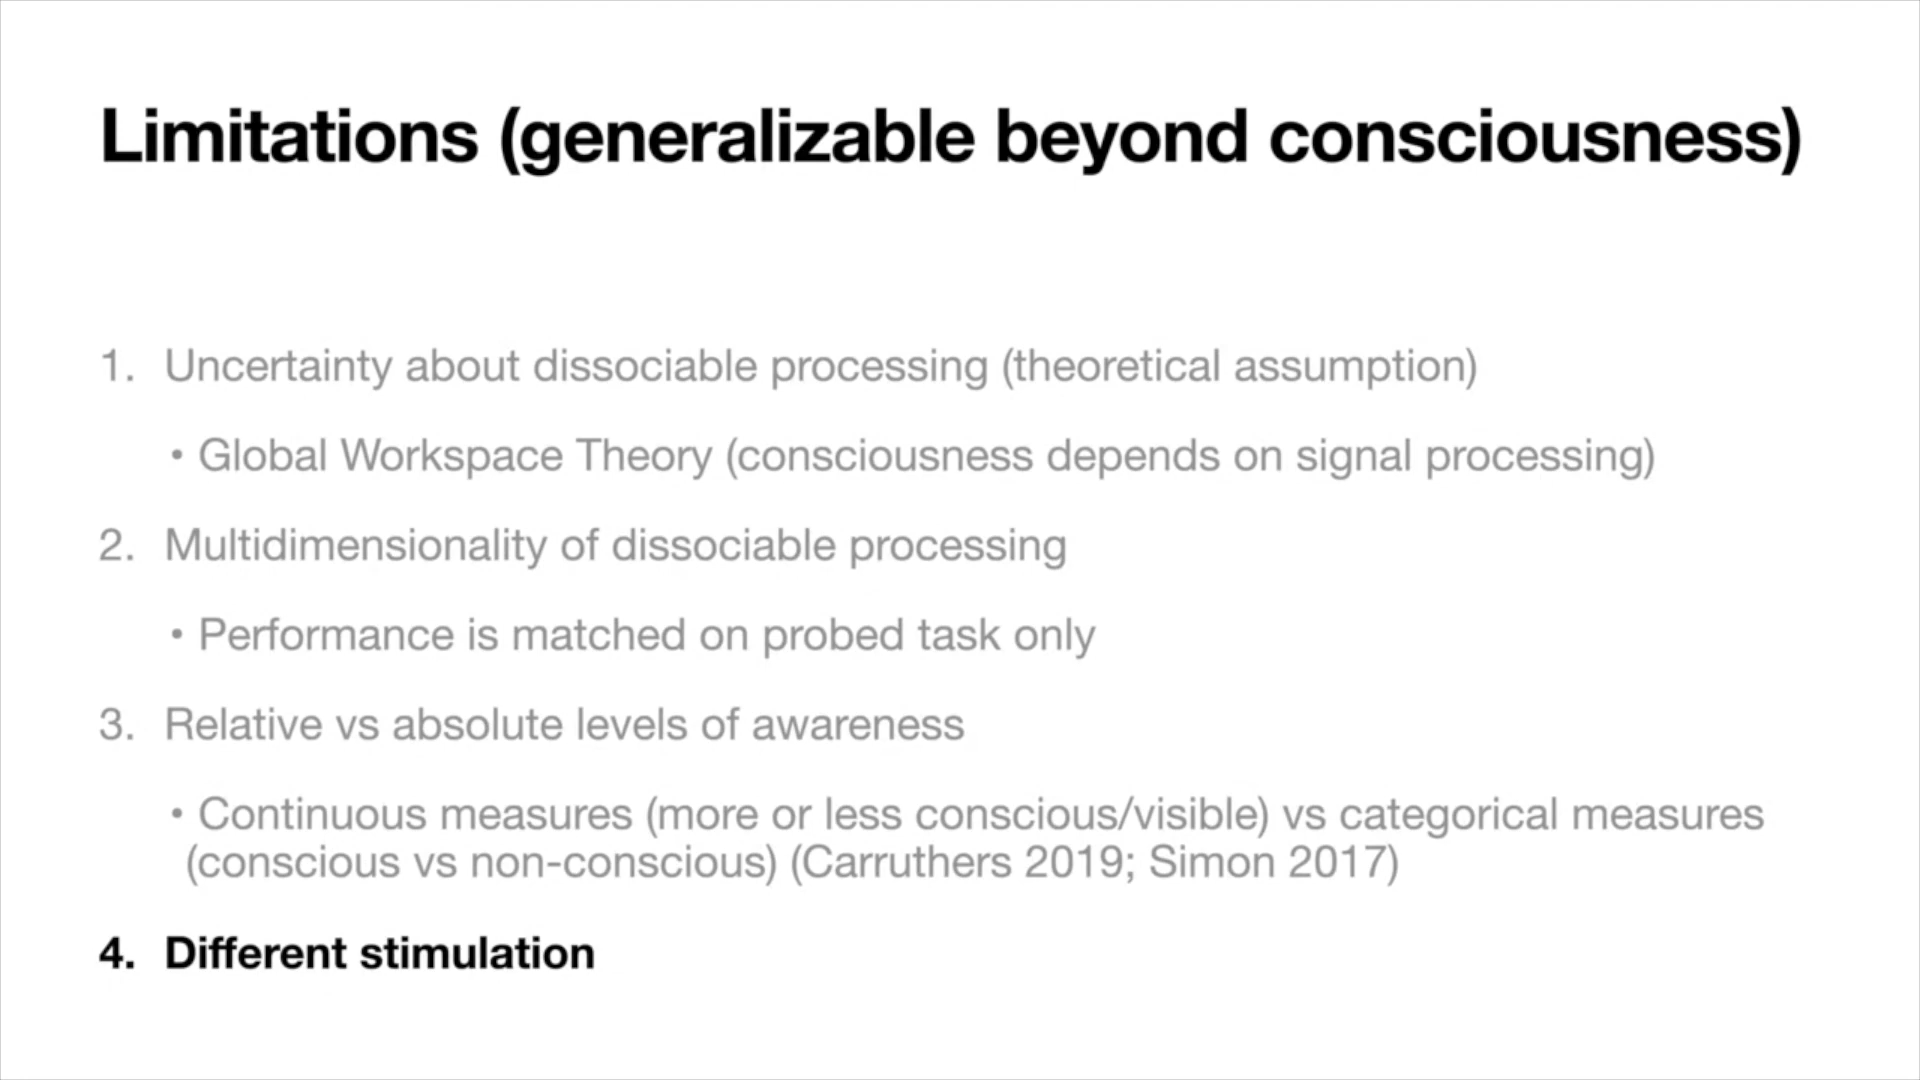 Limitations (generalizable beyond consciousness)
1. Uncertainty about dissociable processing (theoretical assumption)
• Global Workspace Theory (consciousness depends on signal processing)
2. Multidimensionality of dissociable processing
• Performance is matched on probed task only
3. Relative vs absolute levels of awareness
• Continuous measures (more or less conscious/visible) vs categorical measures
(conscious vs non-conscious) (Carruthers 2019; Simon 2017)
4. Different stimulation